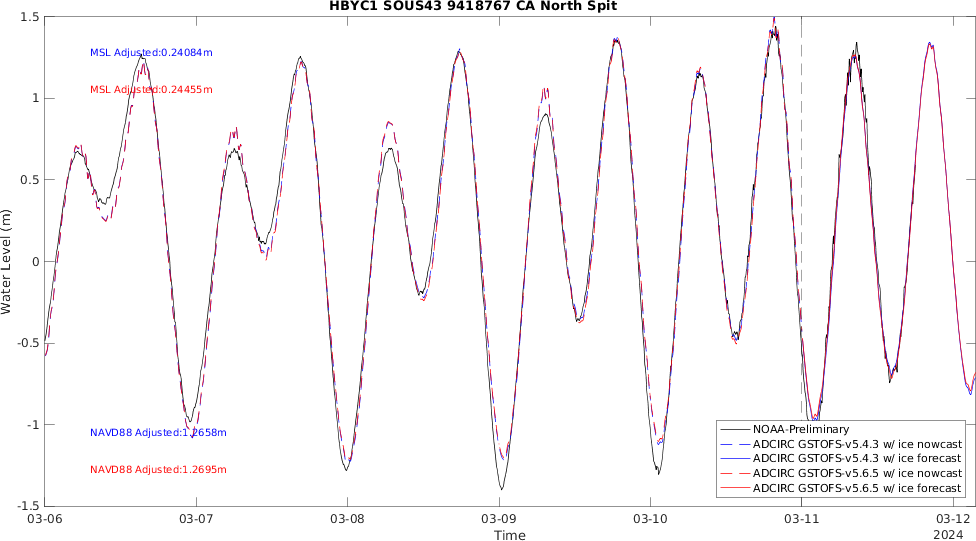 HBYC1 SOUS43 9418767 CA North Spit
1.5
MSL Adjusted:0.24084m
1
MSL Adjusted:0.24455m
0.5
0
Water Level (m)
-0.5
-1
NAVD88 Adjusted:1.2658m
NAVD88 Adjusted:1.2695m
-1.5
NOAA-Preliminary
ADCIRC GSTOFS-v5.4.3 w/ ice nowcast
ADCIRC GSTOFS-v5.4.3 w/ ice forecast
ADCIRC GSTOFS-v5.6.5 w/ ice nowcast
ADCIRC GSTOFS-v5.6.5 w/ ice forecast
03-06 03-07 03-08 03-09 03-10 03-11 03-12
Time
2024